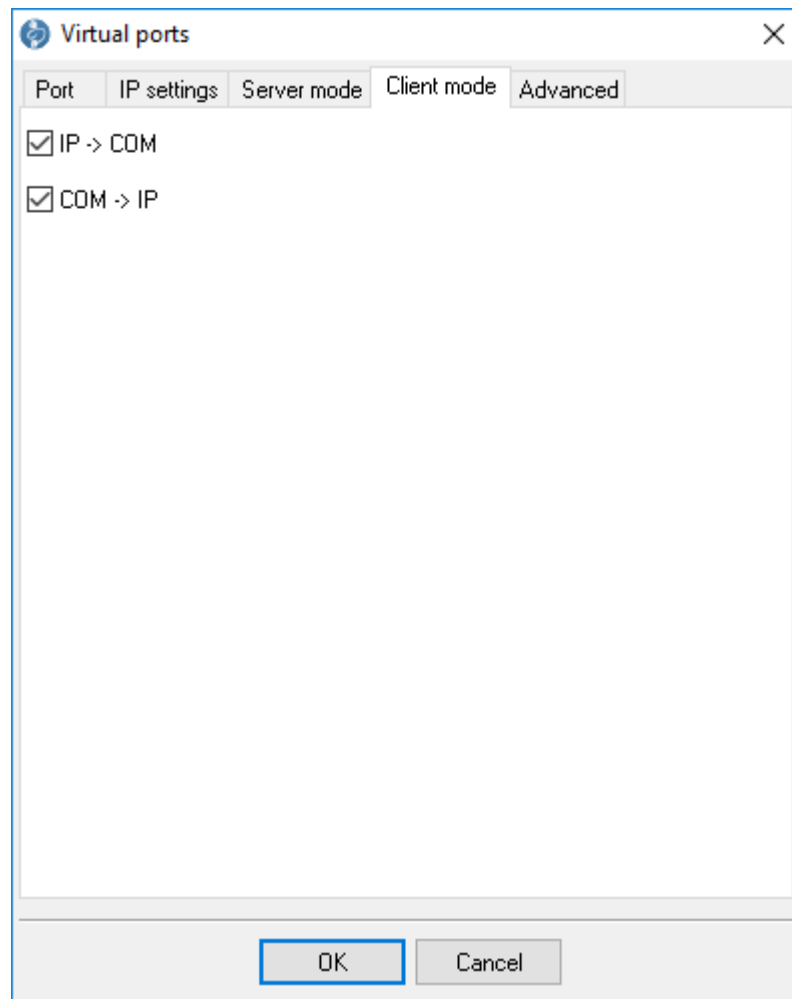 Virtual ports
Port IP settings Server mode Client mode Advanced
IP -> COM
COM -> IP
OK Cancel